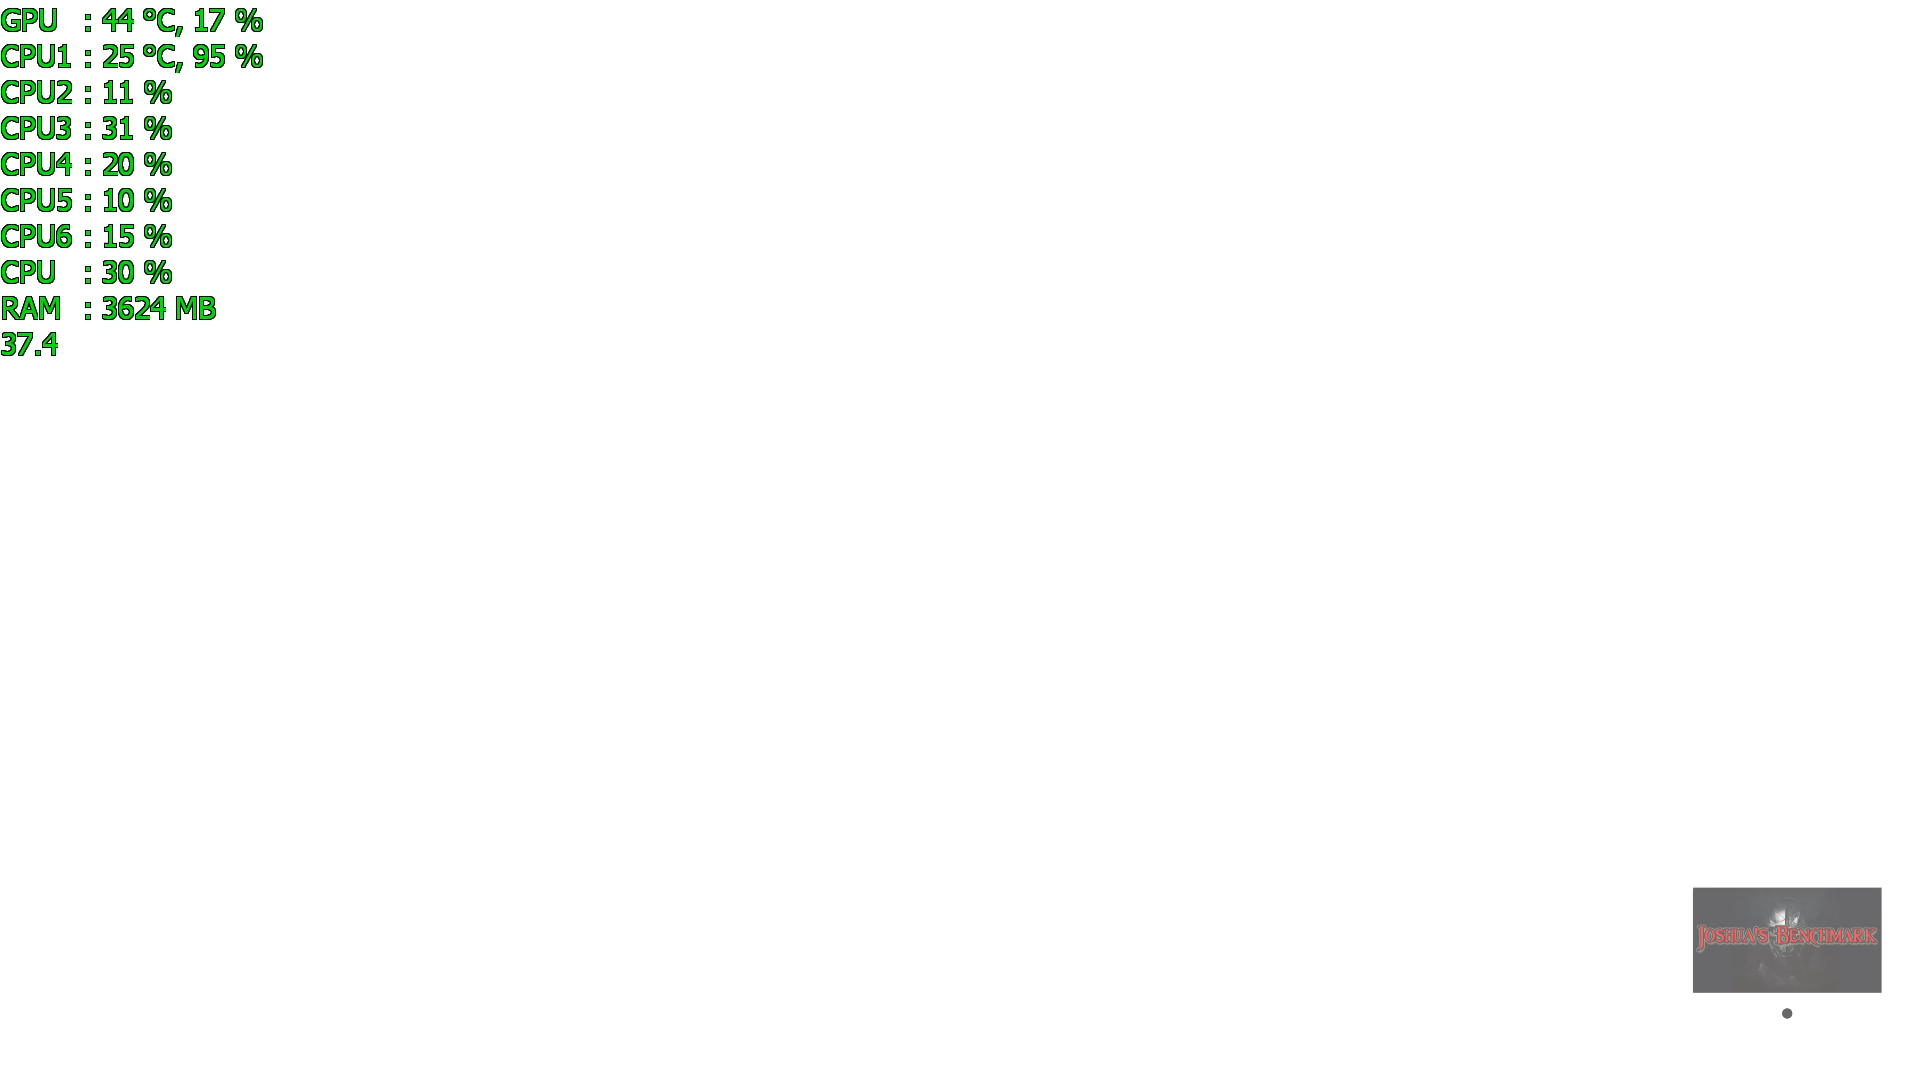 GPU : 44 °C, 17 %
CPU1 : 25 °C, 95 %
CPU2 : 11 %
CPU3 : 31 %
CPU4 : 20 %
CPU5 : 10 %
CPU6 : 15 %
CPU : 30 %
RAM : 3624 MB
37.4
JOSHUA'S BENCHMARK